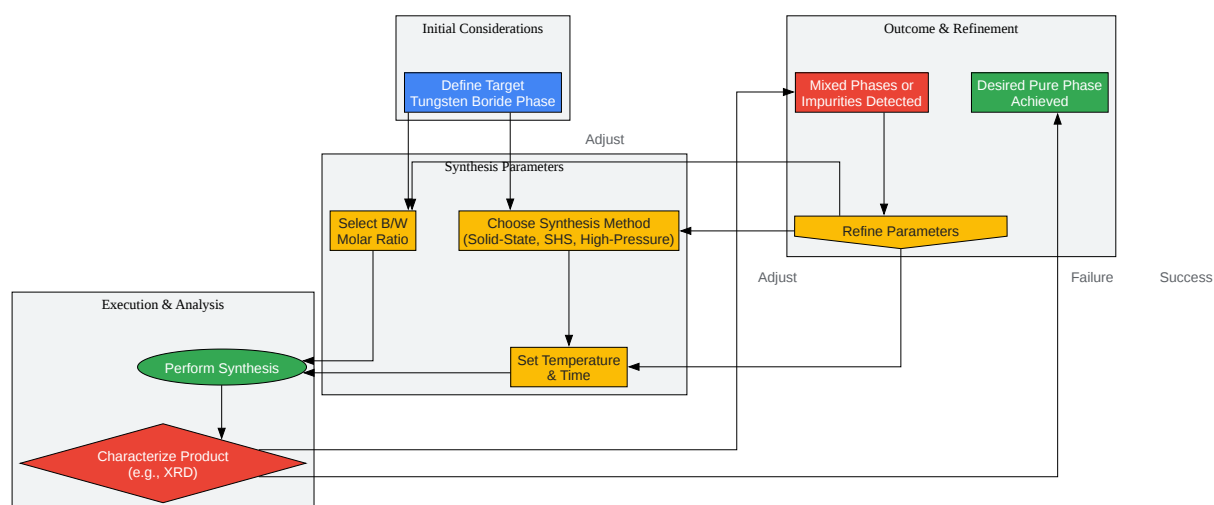 Initial Considerations
Define Target
Tungsten Boride Phase
Outcome & Refinement
Mixed Phases or
Impurities Detected
Desired Pure Phase
Achieved
Adjust
Synthesis Parameters
Select B/W
Molar Ratio
Choose Synthesis Method
(Solid-State, SHS, High-Pressure)
Refine Parameters
Adjust
Failure
Success
Execution & Analysis
Perform Synthesis
Set Temperature
& Time
Characterize Product
(e.g., XRD)